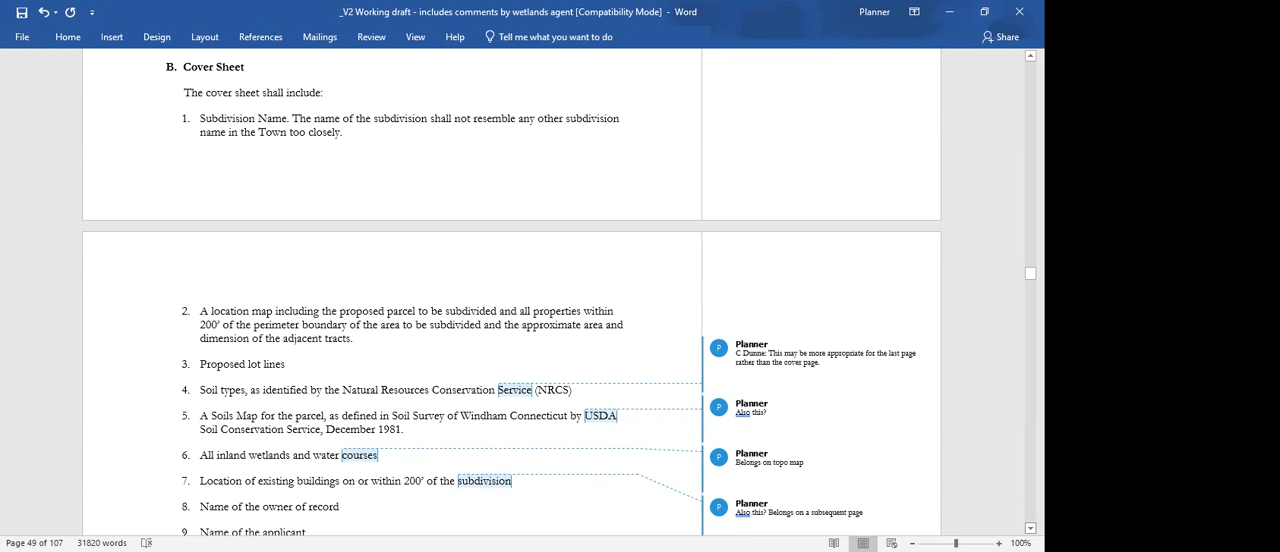 _V2 Working draft - includes comments by wetlands agent [Compatibility Mode] - Word Planner
File Home Insert Design Layout References Mailings Review View Help Tell me what you want to do Share
B. Cover Sheet
The cover sheet shall include:
1. Subdivision Name. The name of the subdivision shall not resemble any other subdivision
name in the Town too closely.
2. A location map including the proposed parcel to be subdivided and all properties within
200' of the perimeter boundary of the area to be subdivided and the approximate area and
dimension of the adjacent tracts.
3. Proposed lot lines
4. Soil types, as identified by the Natural Resources Conservation Service (NRCS)
5. A Soils Map for the parcel, as defined in Soil Survey of Windham Connecticut by USDA
Soil Conservation Service, December 1981.
6. All inland wetlands and water courses
7. Location of existing buildings on or within 200' of the subdivision
8. Name of the owner of record
9. Name of the applicant
P Planner
C Dunne: This may be more appropriate for the last page
rather than the cover page.
P Planner
Also this?
P Planner
Belongs on topo map
P Planner
Also this? Belongs on a subsequent page
Page 49 of 107 31820 words 100%